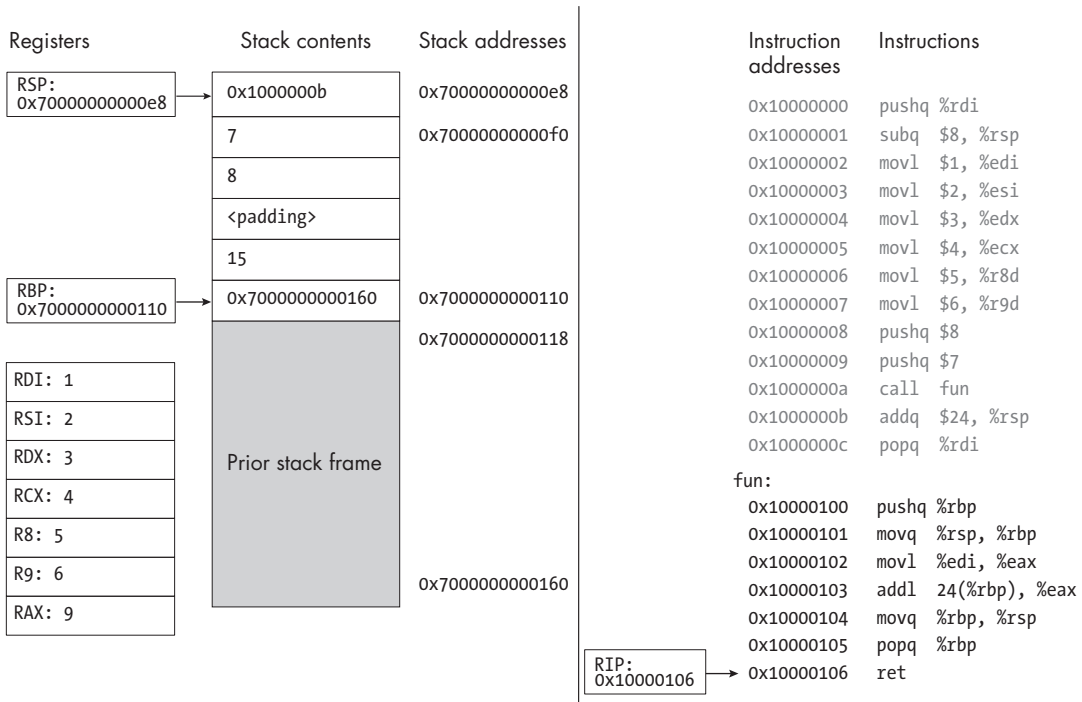 Registers
Stack contents
Stack addresses
RSP:
0x70000000000e8
0x1000000b
0x70000000000e8
7
0x70000000000f0
8
<padding>
15
RBP:
0x7000000000110
0x7000000000160
0x7000000000110
0x7000000000118
RDI: 1
RSI: 2
RDX: 3
RCX: 4
R8: 5
R9: 6
RAX: 9
Prior stack frame
0x7000000000160
Instruction
addresses
Instructions
0x10000000 pushq %rdi
0x10000001 subq $8, %rsp
0x10000002 movl $1, %edi
0x10000003 movl $2, %esi
0x10000004 movl $3, %edx
0x10000005 movl $4, %ecx
0x10000006 movl $5, %r8d
0x10000007 movl $6, %r9d
0x10000008 pushq $8
0x10000009 pushq $7
0x1000000a call fun
0x1000000b addq $24, %rsp
0x1000000c popq %rdi
fun:
0x10000100 pushq %rbp
0x10000101 movq %rsp, %rbp
0x10000102 movl %edi, %eax
0x10000103 addl 24(%rbp), %eax
0x10000104 movq %rbp, %rsp
0x10000105 popq %rbp
RIP:
0x10000106
0x10000106 ret